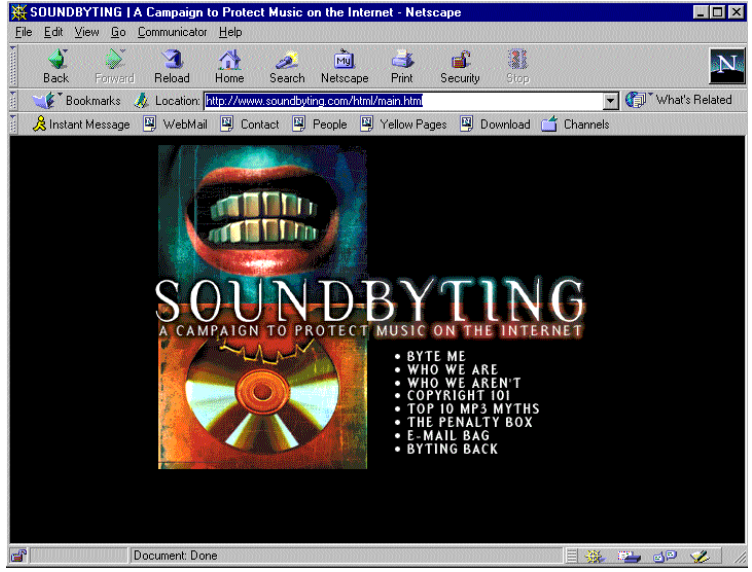 SOUNDBYTING | A Campaign to Protect Music on the Internet - Netscape
File Edit View Go Communicator Help
My
N
Back Forward Reload Home Search Netscape Print Security Stop
Bookmarks Location: http://www.soundbyting.com/html/main.htm What's Related
Instant Message WebMail Contact People Yellow Pages Download Channels
SOUNDBYTING
A CAMPAIGN TO PROTECT MUSIC ON THE INTERNET
• BYTE ME
• WHO WE ARE
• WHO WE AREN'T
• COPYRIGHT 101
• TOP 10 MP3 MYTHS
• THE PENALTY BOX
• E-MAIL BAG
• BYTING BACK
Document: Done